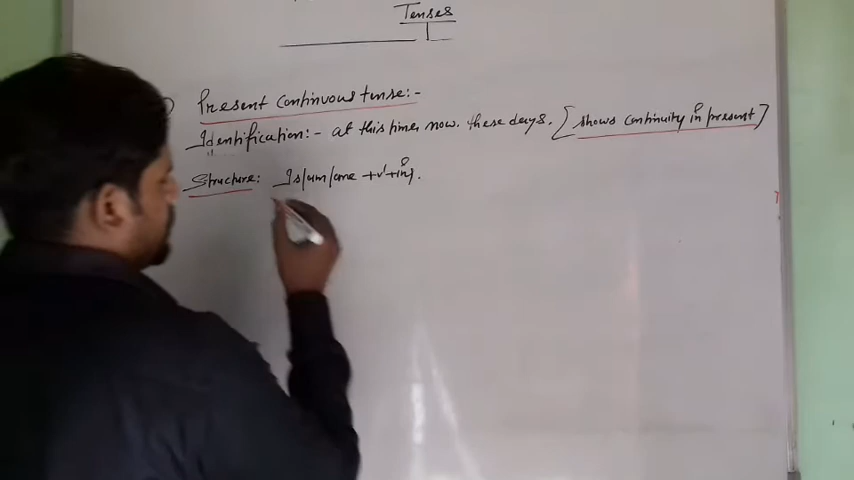 Tenses
Present Continuous tense:-
Identification:- at this time, now. these days. [shows continuity in present]
Structure: Is/am/are + v¹ + ing.